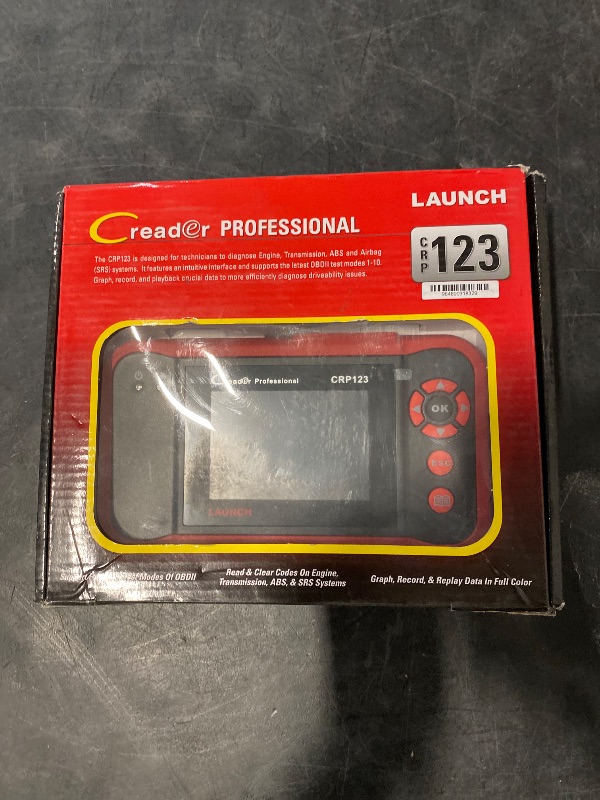 LAUNCH
Creader PROFESSIONAL
CRP 123
The CRP123 is designed for technicians to diagnose Engine, Transmission, ABS and Airbag
(SRS) systems. It features an intuitive interface and supports the latest OBDII test modes 1-10.
Graph, record, and playback crucial data to more efficiently diagnose driveability issues.
Creader Professional CRP123
OK
ESC
LAUNCH
Modes Of OBDII
Read & Clear Codes On Engine,
Transmission, ABS, & SRS Systems
Graph, Record, & Replay Data In Full Color